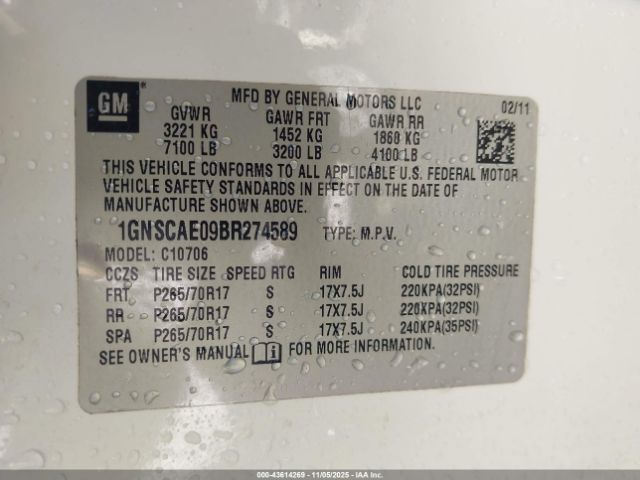 GM
®
MFD BY GENERAL MOTORS LLC 02/11
GVWR GAWR FRT GAWR RR
3221 KG 1452 KG 1860 KG
7100 LB 3200 LB 4100 LB
THIS VEHICLE CONFORMS TO ALL APPLICABLE U.S. FEDERAL MOTOR
VEHICLE SAFETY STANDARDS IN EFFECT ON THE DATE OF
MANUFACTURE SHOWN ABOVE.
1GNSCAE09BR274589 TYPE: M.P.V.
MODEL: C10706
CCZS TIRE SIZE SPEED RTG RIM COLD TIRE PRESSURE
FRT P265/70R17 S 17X7.5J 220KPA(32PSI)
RR P265/70R17 S 17X7.5J 220KPA(32PSI)
SPA P265/70R17 S 17X7.5J 240KPA(35PSI)
SEE OWNER'S MANUAL FOR MORE INFORMATION.
000-43614269 - 11/05/2025 - IAAI.COM